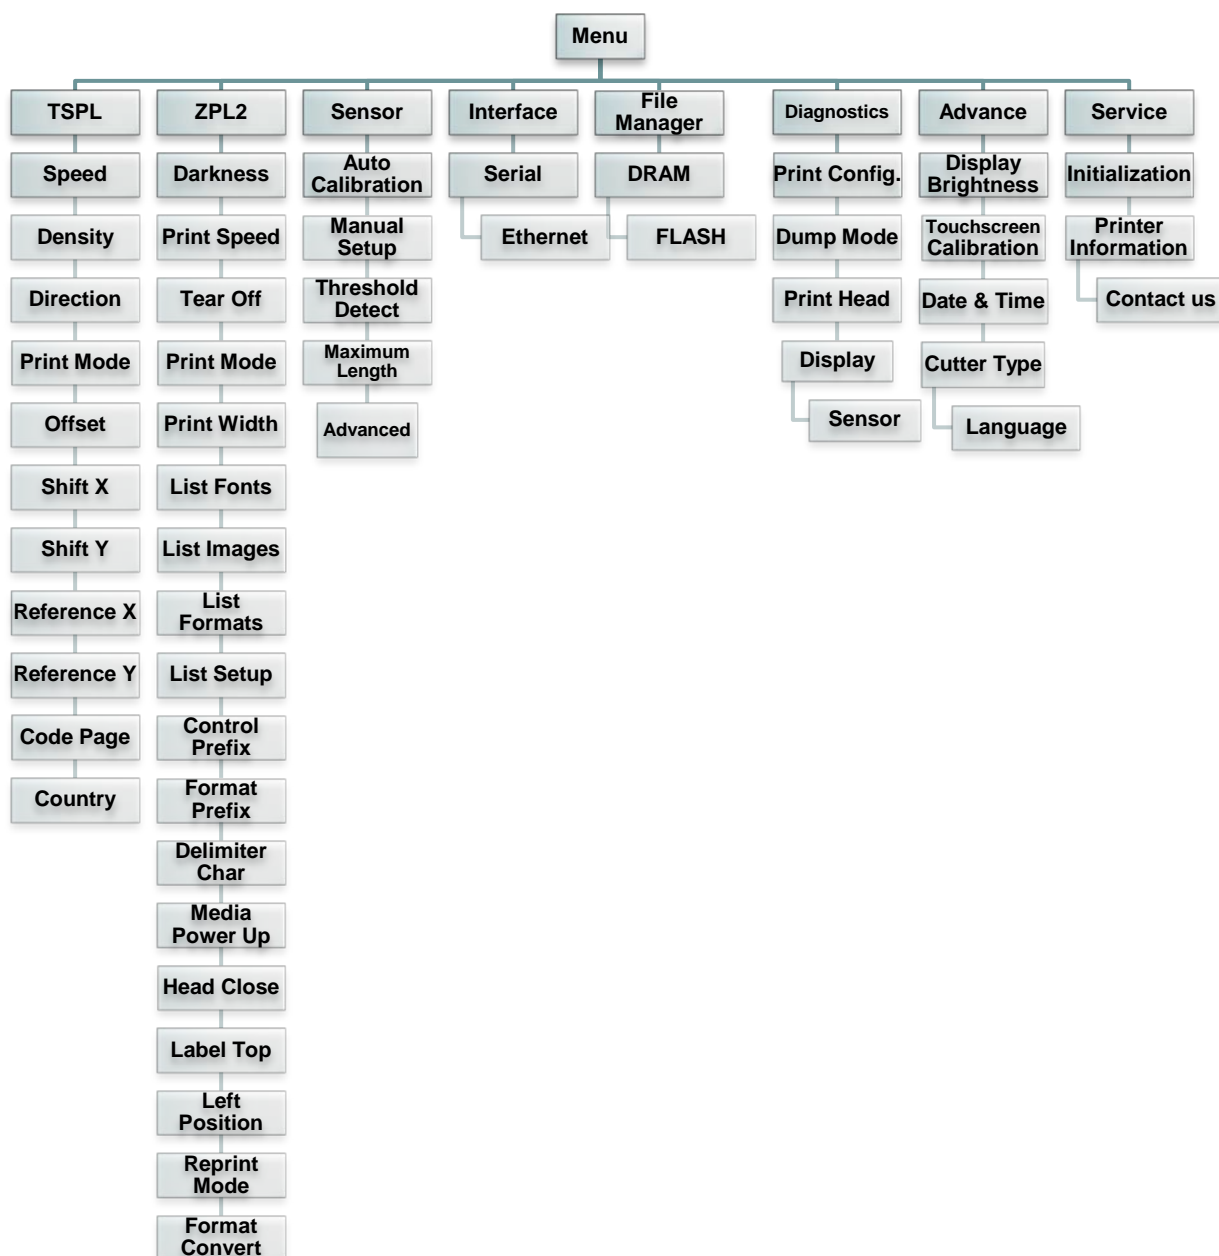 Menu
TSPL
Speed
Density
Direction
Print Mode
Offset
Shift X
Shift Y
Reference X
Reference Y
Code Page
Country
ZPL2
Darkness
Print Speed
Tear Off
Print Mode
Print Width
List Fonts
List Images
List
Formats
List Setup
Control
Prefix
Format
Prefix
Delimiter
Char
Media
Power Up
Head Close
Label Top
Left
Position
Reprint
Mode
Format
Convert
Sensor
Auto
Calibration
Manual
Setup
Threshold
Detect
Maximum
Length
Advanced
Interface
Serial
Ethernet
File
Manager
DRAM
FLASH
Diagnostics
Print Config.
Dump Mode
Print Head
Display
Sensor
Advance
Display
Brightness
Touchscreen
Calibration
Date & Time
Cutter Type
Language
Service
Initialization
Printer
Information
Contact us